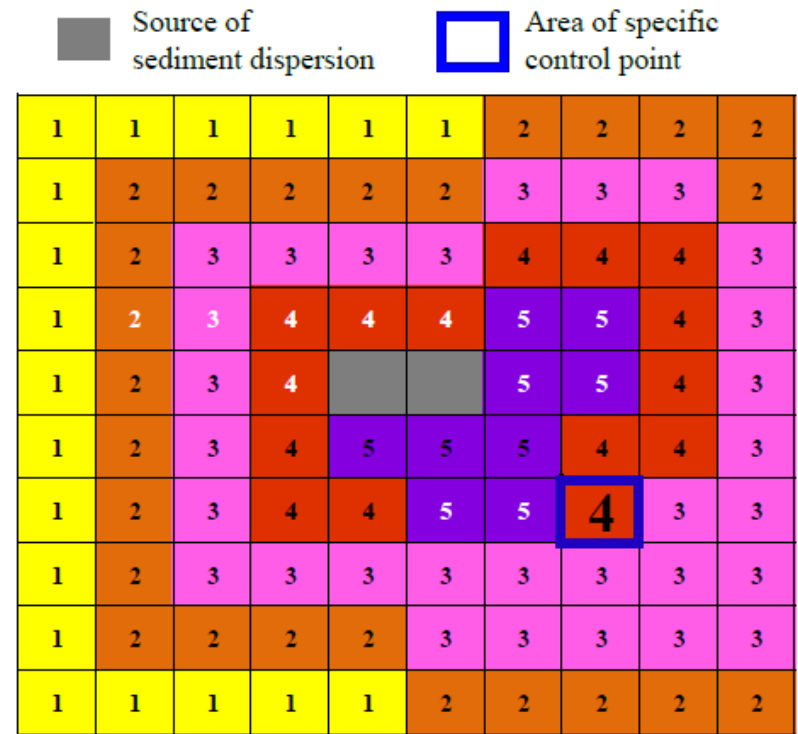 Source of
sediment dispersion
Area of specific
control point
1 1 1 1 1 1 2 2 2 2
1 2 2 2 2 2 3 3 3 2
1 2 3 3 3 3 4 4 4 3
1 2 3 4 4 4 5 5 4 3
1 2 3 4 5 5 4 3
1 2 3 4 5 5 5 4 4 3
1 2 3 4 4 5 5 4 3 3
1 2 3 3 3 3 3 3 3 3
1 2 2 2 2 3 3 3 3 3
1 1 1 1 1 2 2 2 2 2